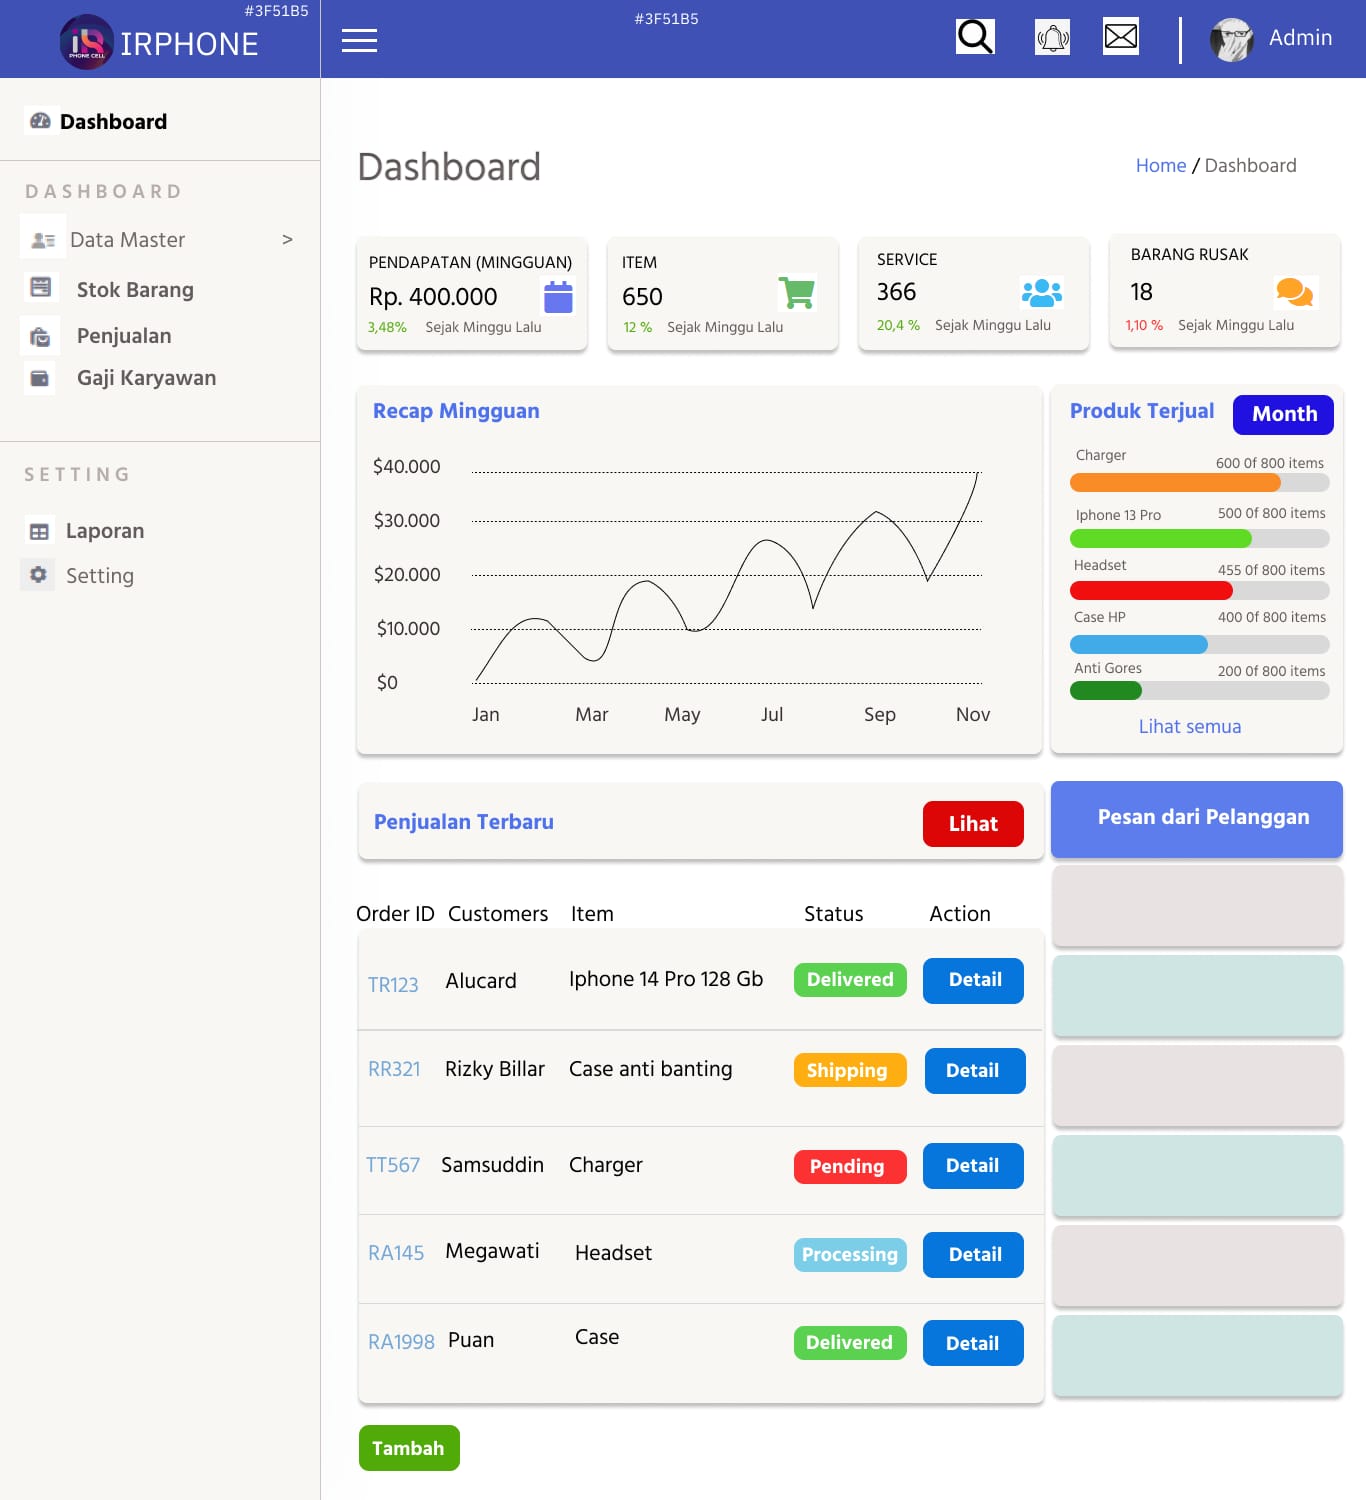 #3F51B5
#3F51B5
PHONE CELL
IRPHONE
Admin
Dashboard
DASHBOARD
Data Master >
Stok Barang
Penjualan
Gaji Karyawan
SETTING
Laporan
Setting
Dashboard
Home / Dashboard
PENDAPATAN (MINGGUAN)
Rp. 400.000
3,48% Sejak Minggu Lalu
ITEM
650
12 % Sejak Minggu Lalu
SERVICE
366
20,4 % Sejak Minggu Lalu
BARANG RUSAK
18
1,10 % Sejak Minggu Lalu
Recap Mingguan
$40.000
$30.000
$20.000
$10.000
$0
Jan Mar May Jul Sep Nov
Produk Terjual Month
Charger 600 0f 800 items
Iphone 13 Pro 500 0f 800 items
Headset 455 0f 800 items
Case HP 400 0f 800 items
Anti Gores 200 0f 800 items
Lihat semua
Penjualan Terbaru Lihat
Order ID Customers Item Status Action
TR123 Alucard Iphone 14 Pro 128 Gb Delivered Detail
RR321 Rizky Billar Case anti banting Shipping Detail
TT567 Samsuddin Charger Pending Detail
RA145 Megawati Headset Processing Detail
RA1998 Puan Case Delivered Detail
Tambah
Pesan dari Pelanggan